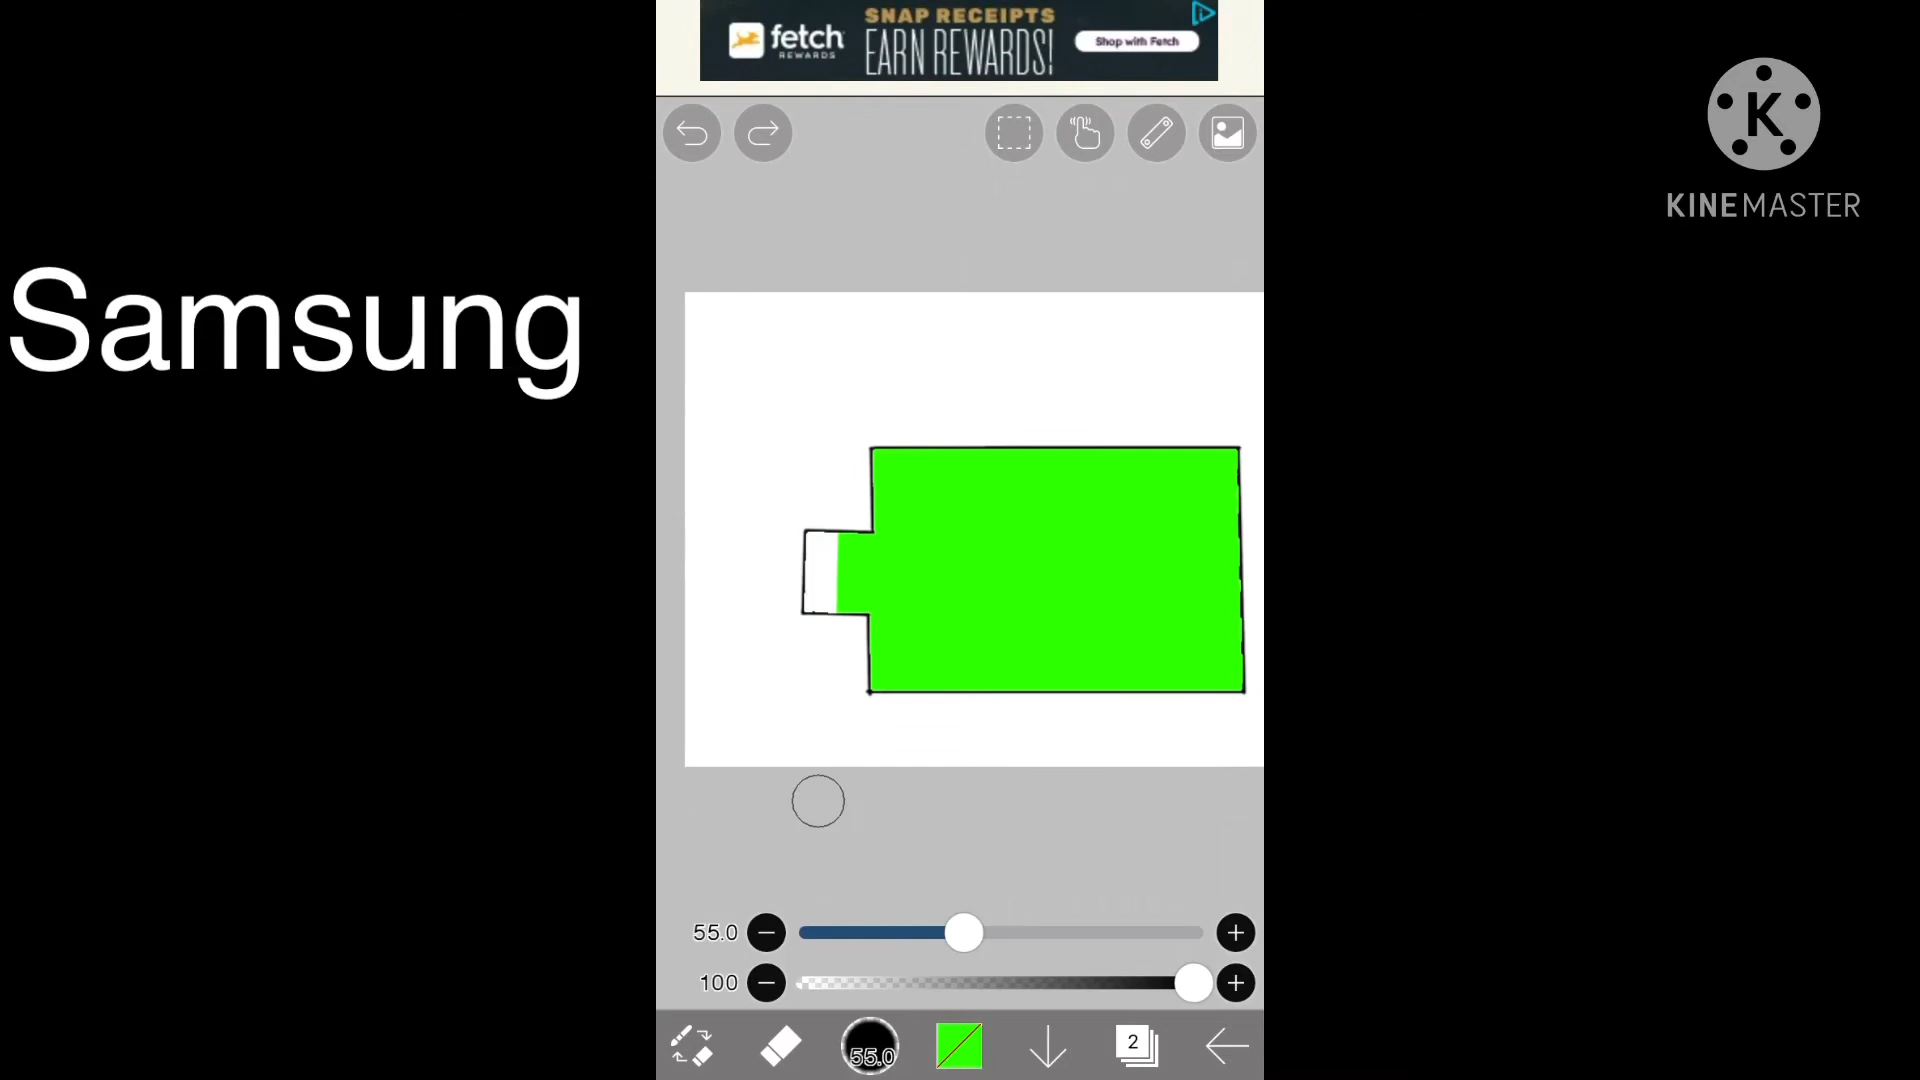 fetch
REWARDS
SNAP RECEIPTS
EARN REWARDS!
Shop with Fetch
K
KINEMASTER
Samsung
55.0
100
55.0
2